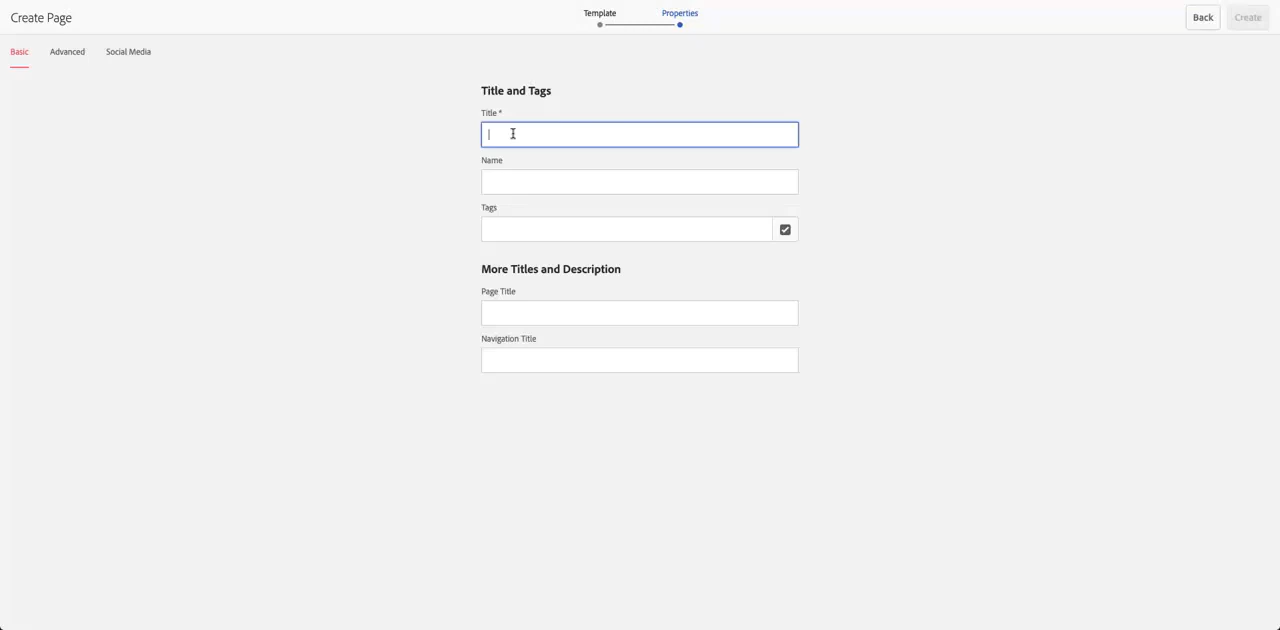 Create Page
Template
Properties
Back
Create
Basic
Advanced
Social Media
Title and Tags
Title *
Name
Tags
More Titles and Description
Page Title
Navigation Title